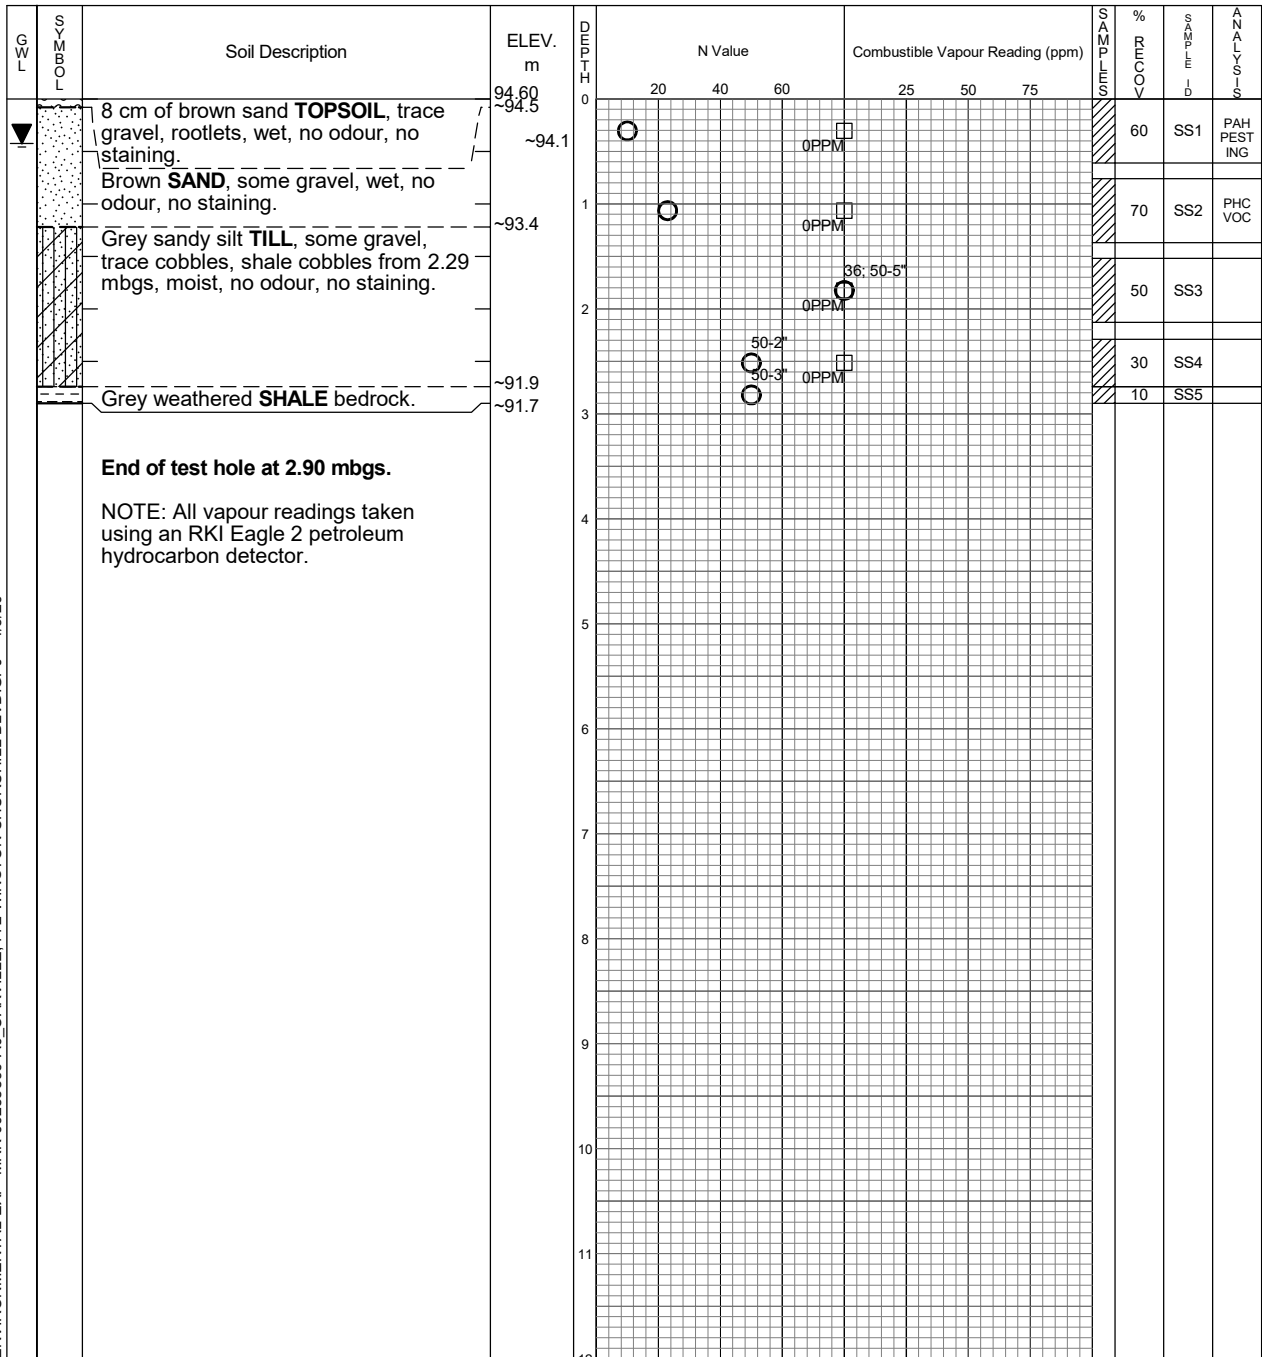 GWL
SYMBOL
Soil Description
ELEV.
m
DEPTH
N Value
Combustible Vapour Reading (ppm)
SAMPLES
% RECOV
SAMPLE ID
ANALYSIS
20 40 60
25 50 75
94.60
0
8 cm of brown sand TOPSOIL, trace
gravel, rootlets, wet, no odour, no
staining.
~94.5
~94.1
0PPM
60
SS1
PAH
PEST
ING
Brown SAND, some gravel, wet, no
odour, no staining.
1
0PPM
70
SS2
PHC
VOC
~93.4
Grey sandy silt TILL, some gravel,
trace cobbles, shale cobbles from 2.29
mbgs, moist, no odour, no staining.
36; 50-5"
0PPM
50
SS3
2
50-2"
0PPM
30
SS4
~91.9
50-3"
Grey weathered SHALE bedrock.
10
SS5
~91.7
3
End of test hole at 2.90 mbgs.
NOTE: All vapour readings taken
using an RKI Eagle 2 petroleum
hydrocarbon detector.
4
5
6
7
8
9
10
11